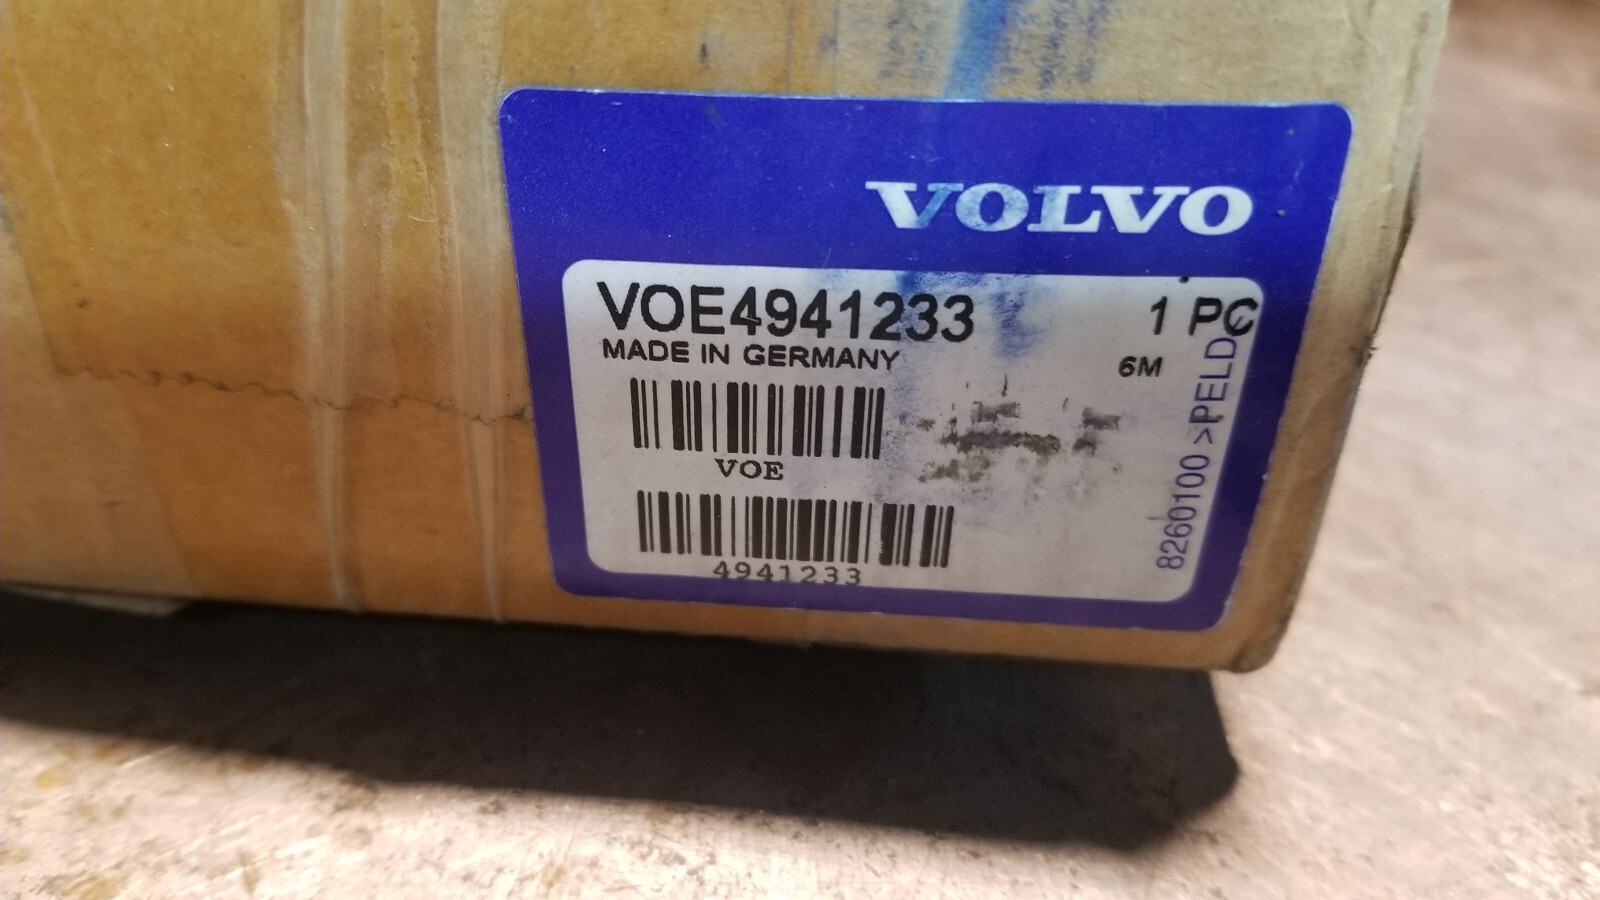 VOLVO
VOE4941233 1 PC
MADE IN GERMANY 6M
VOE
4941233
8260100 >PELD<